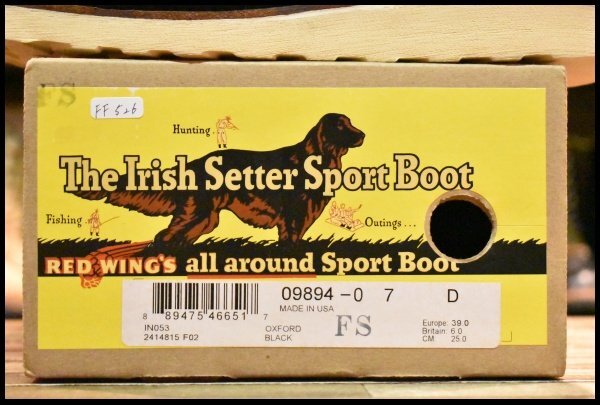 FS
FF 526
Hunting..
The Irish Setter Sport Boot
Fishing..
Outings...
RED WING'S all around Sport Boot
09894-0 7 D
MADE IN USA
8 89475 46651 7
IN053 OXFORD FS Europe: 39.0
2414815 F02 BLACK Britain: 6.0
CM. 25.0